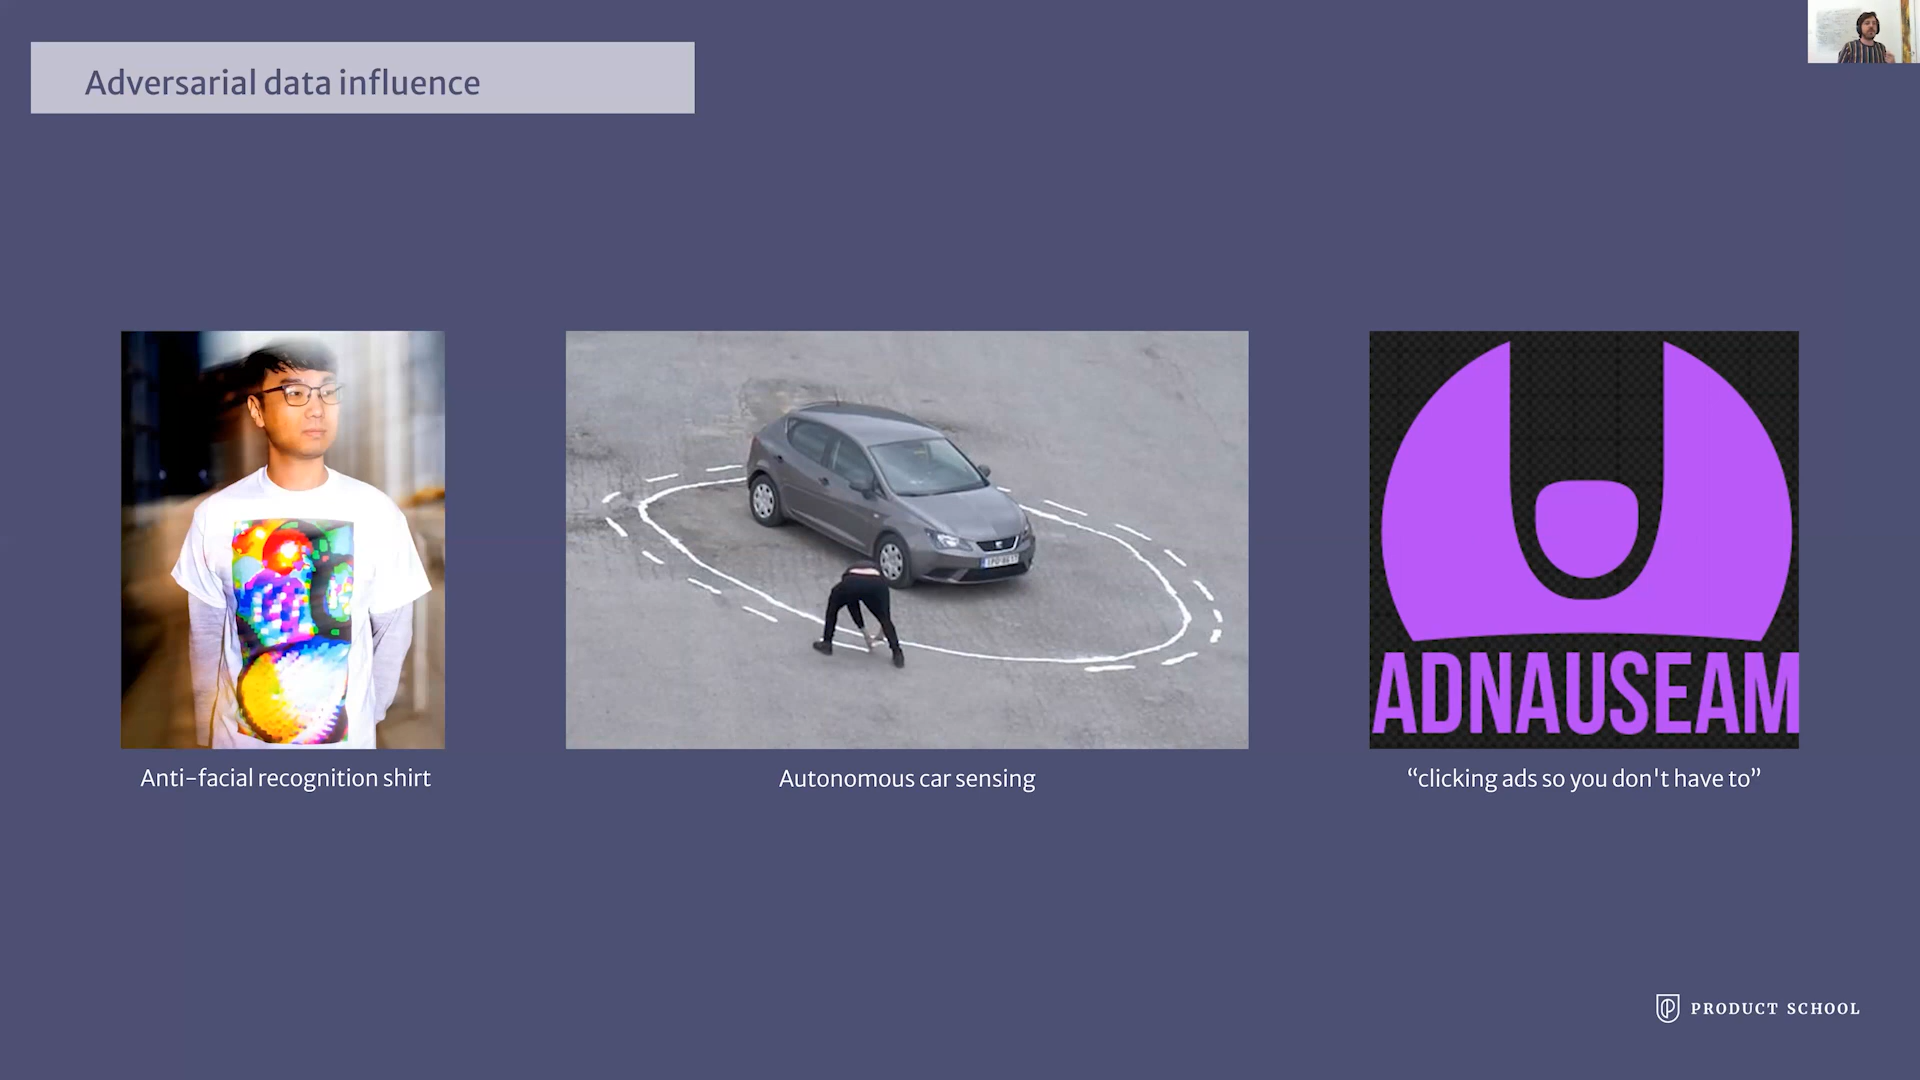 Adversarial data influence
ADNAUSEAM
Anti-facial recognition shirt
Autonomous car sensing
“clicking ads so you don't have to”
PRODUCT SCHOOL